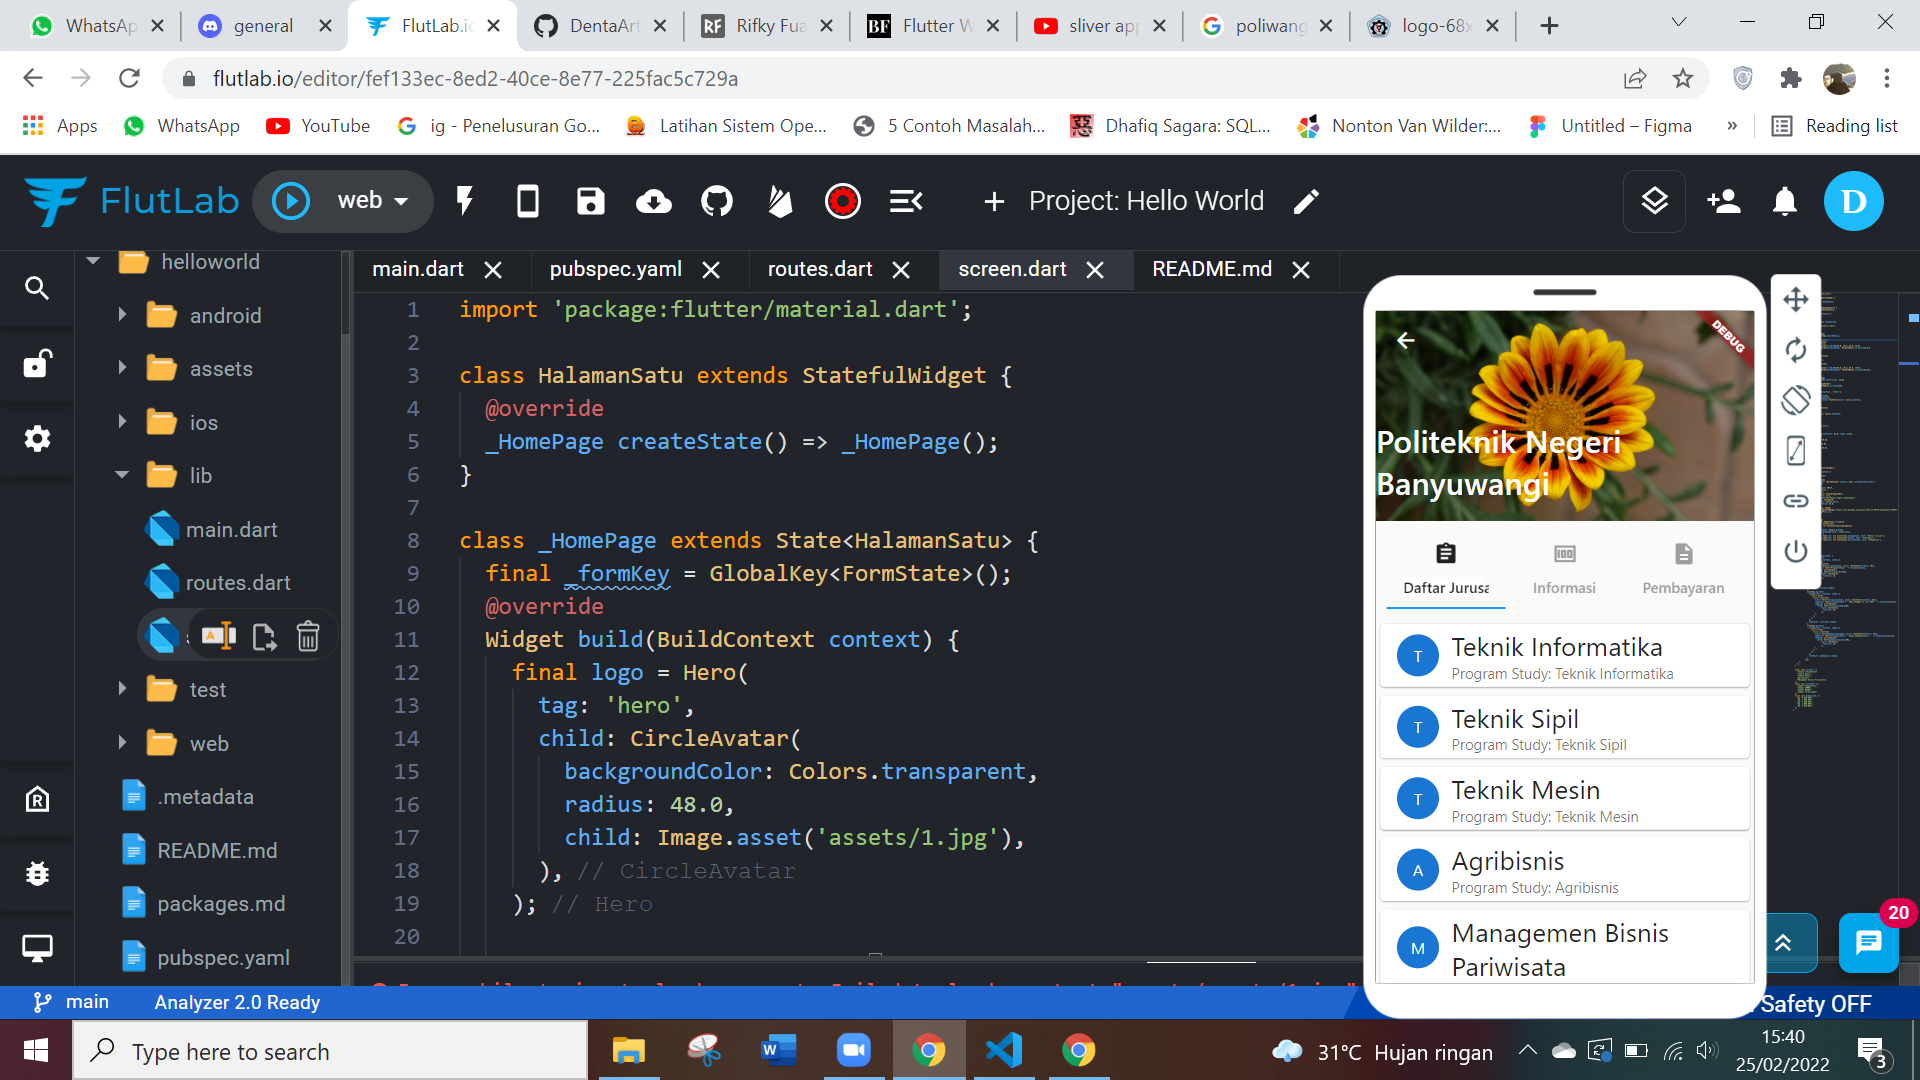 WhatsAp
general
FlutLab.io
DentaArt
Rifky Fua
Flutter W
sliver app
poliwang
logo-68x
flutlab.io/editor/fef133ec-8ed2-40ce-8e77-225fac5c729a
Apps
WhatsApp
YouTube
ig - Penelusuran Go...
Latihan Sistem Ope...
5 Contoh Masalah...
Dhafiq Sagara: SQL...
Nonton Van Wilder:...
Untitled – Figma
»
Reading list
FlutLab
web
Project: Hello World
D
helloworld
android
assets
ios
lib
main.dart
routes.dart
test
web
.metadata
README.md
packages.md
pubspec.yaml
main.dart
pubspec.yaml
routes.dart
screen.dart
README.md
1 import 'package:flutter/material.dart';
2
3 class HalamanSatu extends StatefulWidget {
4 @override
5 _HomePage createState() => _HomePage();
6 }
7
8 class _HomePage extends State<HalamanSatu> {
9 final _formKey = GlobalKey<FormState>();
10 @override
11 Widget build(BuildContext context) {
12 final logo = Hero(
13 tag: 'hero',
14 child: CircleAvatar(
15 backgroundColor: Colors.transparent,
16 radius: 48.0,
17 child: Image.asset('assets/1.jpg'),
18 ), // CircleAvatar
19 ); // Hero
20
DEBUG
Politeknik Negeri
Banyuwangi
Daftar Jurusa
Informasi
Pembayaran
T
Teknik Informatika
Program Study: Teknik Informatika
T
Teknik Sipil
Program Study: Teknik Sipil
T
Teknik Mesin
Program Study: Teknik Mesin
A
Agribisnis
Program Study: Agribisnis
M
Managemen Bisnis
Pariwisata
20
main
Analyzer 2.0 Ready
Safety OFF
Type here to search
31°C Hujan ringan
15:40
25/02/2022
3